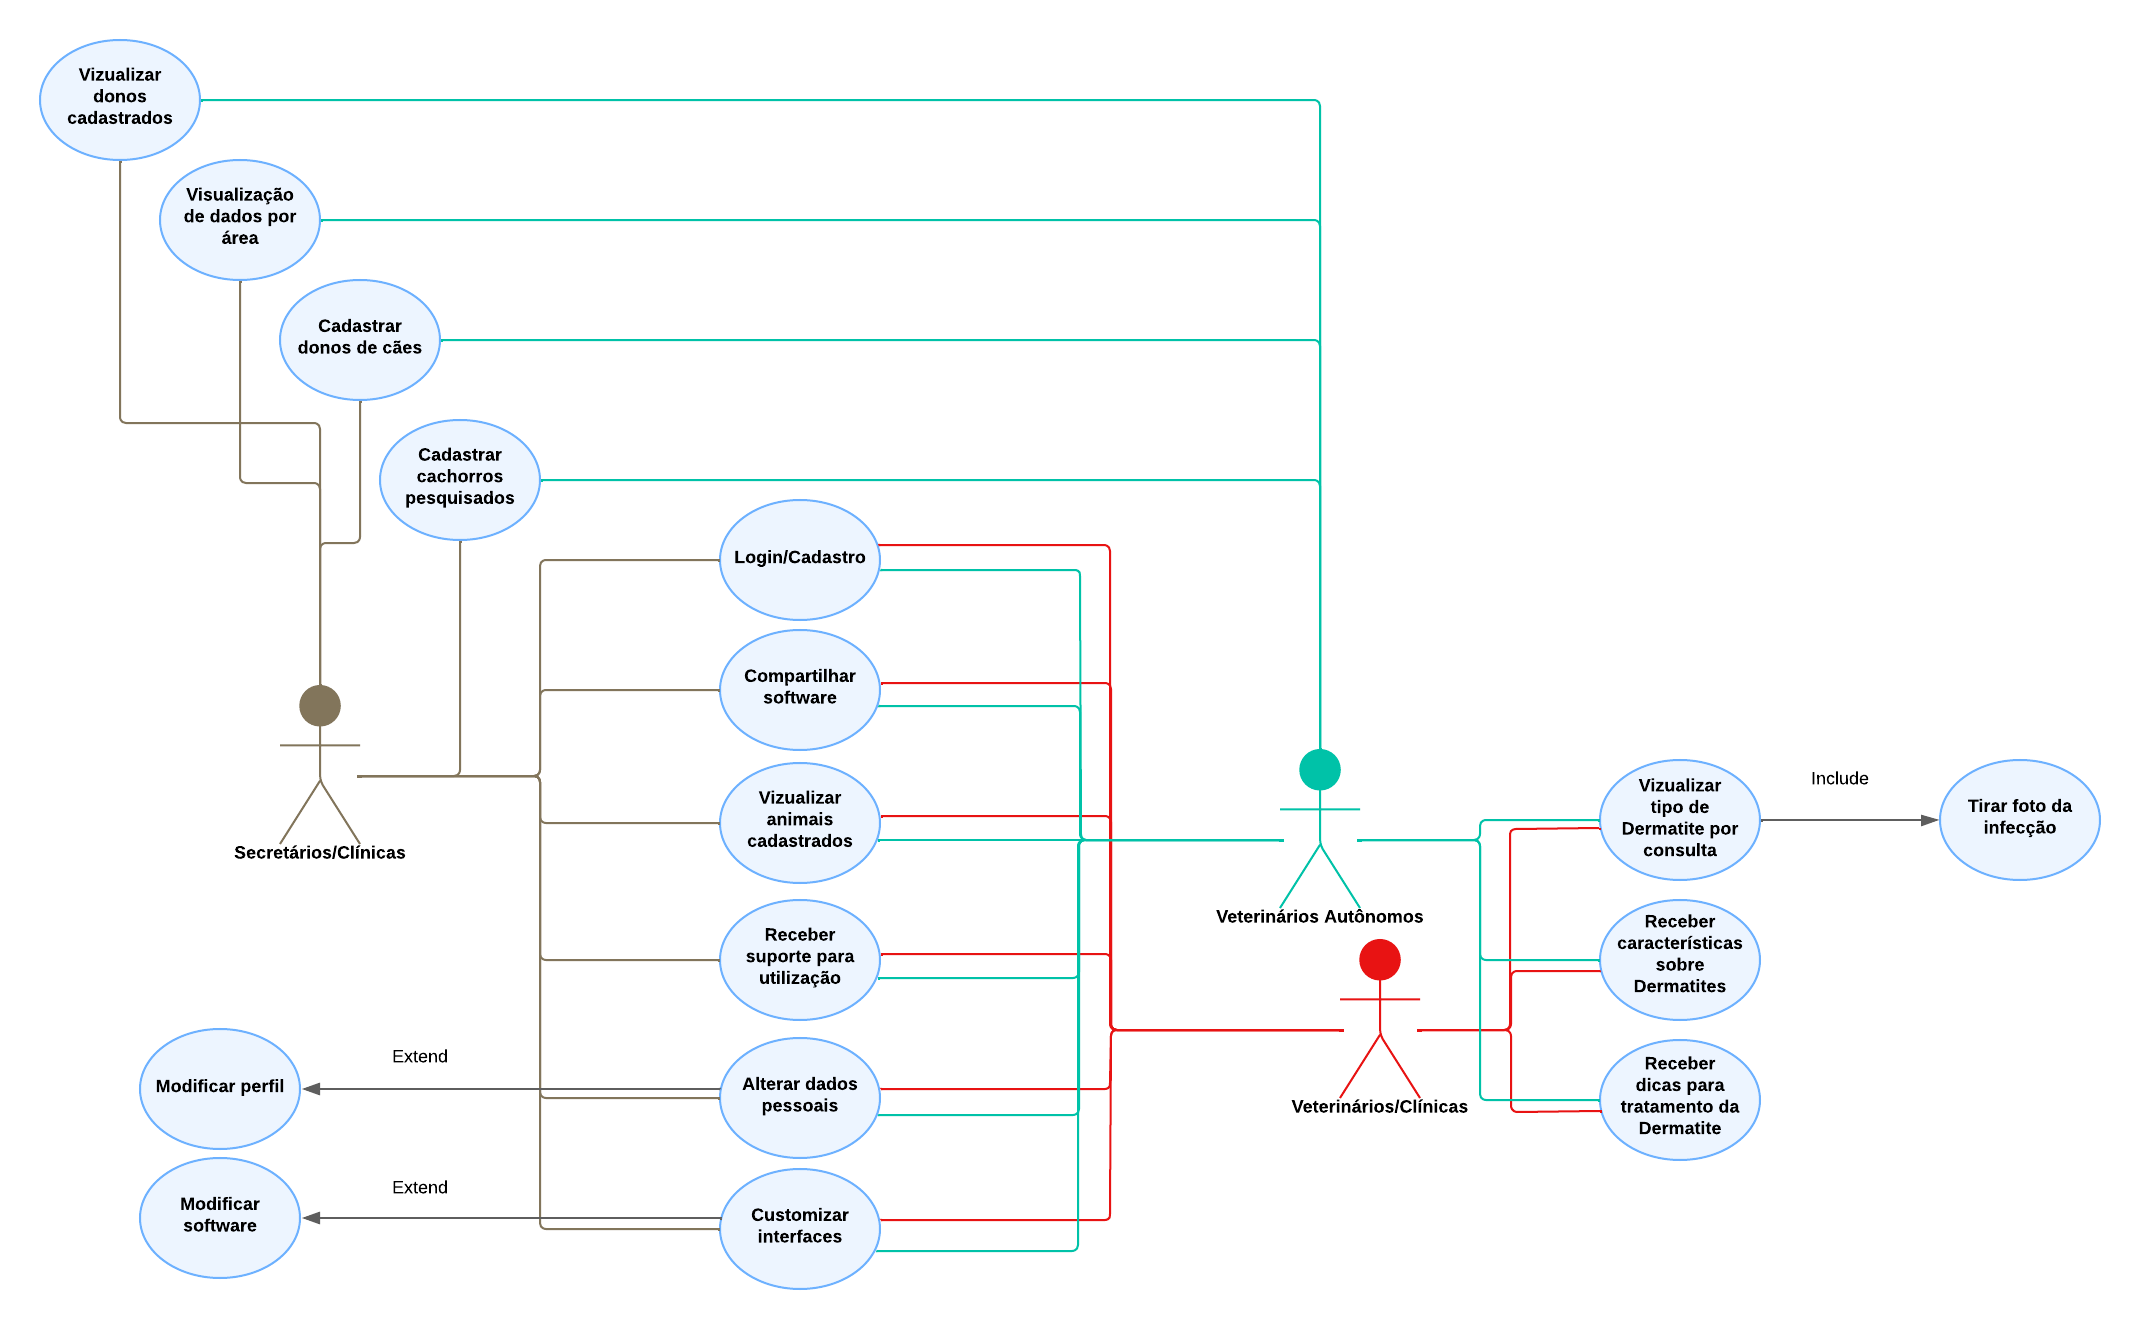 Vizualizar
donos
cadastrados
Visualização
de dados por
área
Cadastrar
donos de cães
Cadastrar
cachorros
pesquisados
Login/Cadastro
Compartilhar
software
Vizualizar
animais
cadastrados
Receber
suporte para
utilização
Alterar dados
pessoais
Customizar
interfaces
Secretários/Clínicas
Extend
Modificar perfil
Extend
Modificar
software
Veterinários Autônomos
Veterinários/Clínicas
Vizualizar
tipo de
Dermatite por
consulta
Include
Tirar foto da
infecção
Receber
características
sobre
Dermatites
Receber
dicas para
tratamento da
Dermatite